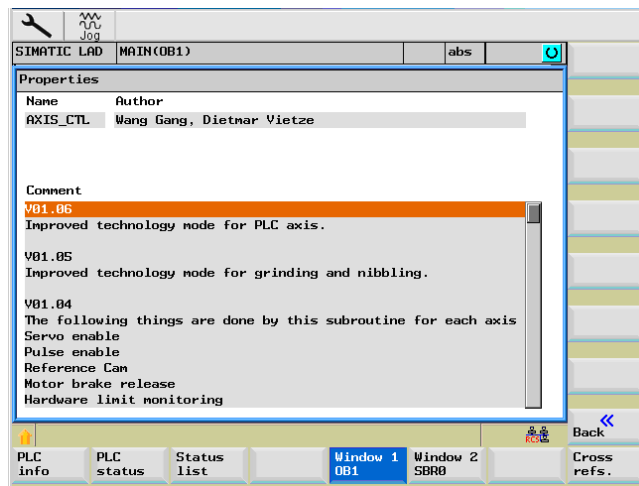 Jog
SIMATIC LAD MAIN(OB1) abs
Properties
Name Author
AXIS_CTL Wang Gang, Dietmar Vietze
Comment
V01.06
Improved technology mode for PLC axis.
V01.05
Improved technology mode for grinding and nibbling.
V01.04
The following things are done by this subroutine for each axis
Servo enable
Pulse enable
Reference Cam
Motor brake release
Hardware limit monitoring
RCS
« Back
PLC info
PLC status
Status list
Window 1 OB1
Window 2 SBR0
Cross refs.